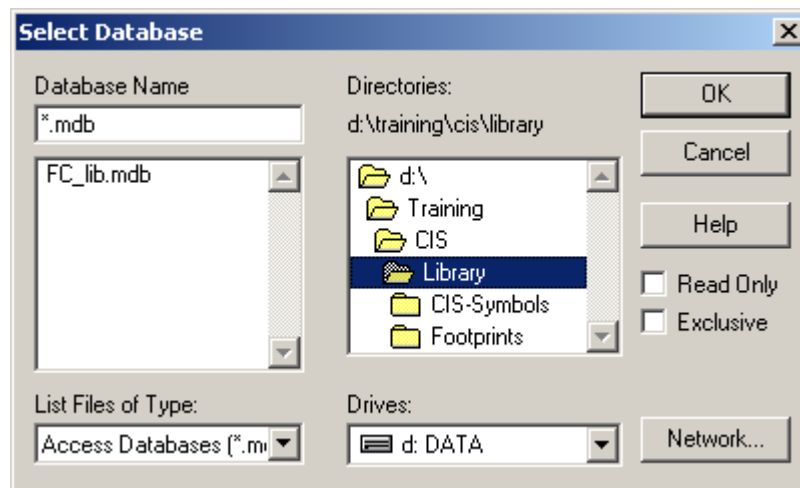 Select Database
Database Name
*.mdb
FC_lib.mdb
List Files of Type:
Access Databases (*.m
Directories:
d:\training\cis\library
d:\
Training
CIS
Library
CIS-Symbols
Footprints
Drives:
d: DATA
OK
Cancel
Help
Read Only
Exclusive
Network...